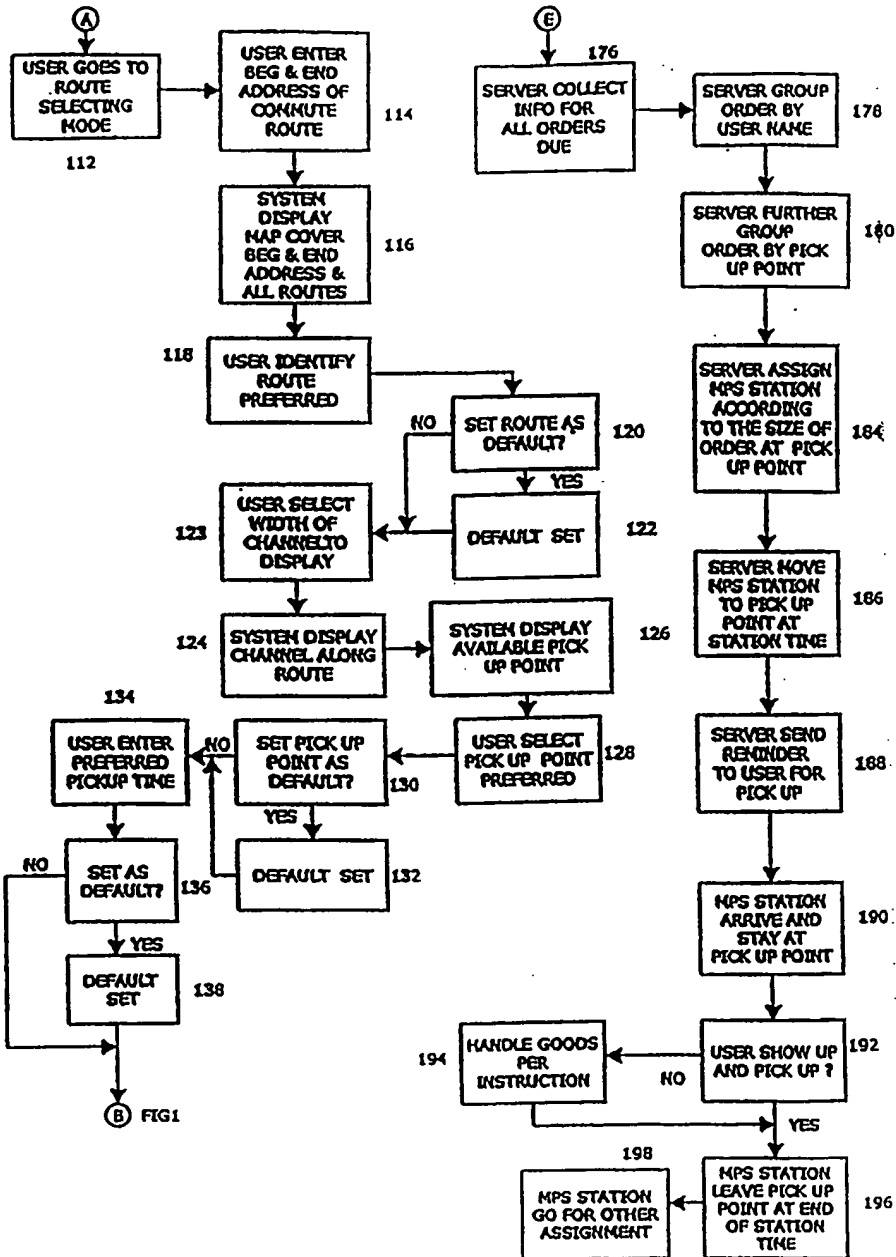 A
USER GOES TO
ROUTE
SELECTING
MODE
112
USER ENTER
BEG & END
ADDRESS OF
COMMUTE
ROUTE
114
SYSTEM
DISPLAY
MAP COVER
BEG & END
ADDRESS &
ALL ROUTES
116
118
USER IDENTIFY
ROUTE
PREFERRED
SET ROUTE AS
DEFAULT?
120
NO
YES
DEFAULT SET
122
123
USER SELECT
WIDTH OF
CHANNELTO
DISPLAY
124
SYSTEM DISPLAY
CHANNEL ALONG
ROUTE
SYSTEM DISPLAY
AVAILABLE PICK
UP POINT
126
USER SELECT
PICK UP POINT
PREFERRED
128
SET PICK UP
POINT AS
DEFAULT?
130
NO
YES
DEFAULT SET
132
134
USER ENTER
PREFERRED
PICKUP TIME
SET AS
DEFAULT?
136
NO
YES
DEFAULT
SET
138
B FIG1
E
176
SERVER COLLECT
INFO FOR
ALL ORDERS
DUE
SERVER GROUP
ORDER BY
USER NAME
178
SERVER FURTHER
GROUP
ORDER BY PICK
UP POINT
180
SERVER ASSIGN
MPS STATION
ACCORDING
TO THE SIZE OF
ORDER AT PICK
UP POINT
184
SERVER MOVE
MPS STATION
TO PICK UP
POINT AT
STATION TIME
186
SERVER SEND
REMINDER
TO USER FOR
PICK UP
188
MPS STATION
ARRIVE AND
STAY AT
PICK UP POINT
190
USER SHOW UP
AND PICK UP ?
192
NO
YES
194
HANDLE GOODS
PER
INSTRUCTION
MPS STATION
LEAVE PICK UP
POINT AT END
OF STATION
TIME
196
198
MPS STATION
GO FOR OTHER
ASSIGNMENT